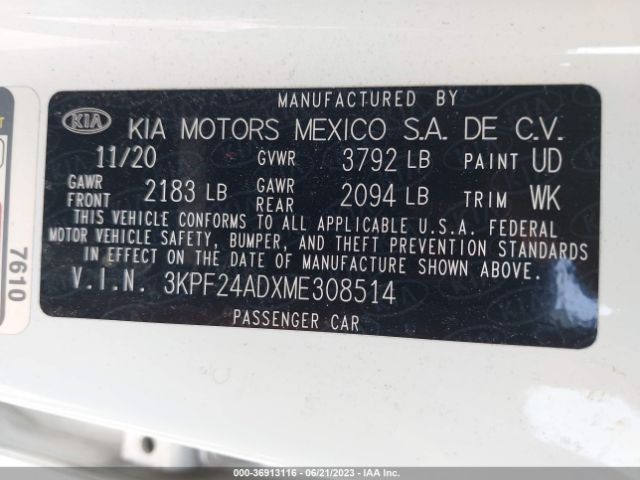 MANUFACTURED BY
KIA KIA MOTORS MEXICO S.A. DE C.V.
11/20 GVWR 3792 LB PAINT UD
GAWR FRONT 2183 LB GAWR REAR 2094 LB TRIM WK
THIS VEHICLE CONFORMS TO ALL APPLICABLE U.S.A. FEDERAL
MOTOR VEHICLE SAFETY, BUMPER, AND THEFT PREVENTION STANDARDS
IN EFFECT ON THE DATE OF MANUFACTURE SHOWN ABOVE.
V.I.N. 3KPF24ADXME308514
PASSENGER CAR
7610
000-36913116 - 06/21/2023 - IAAI.COM